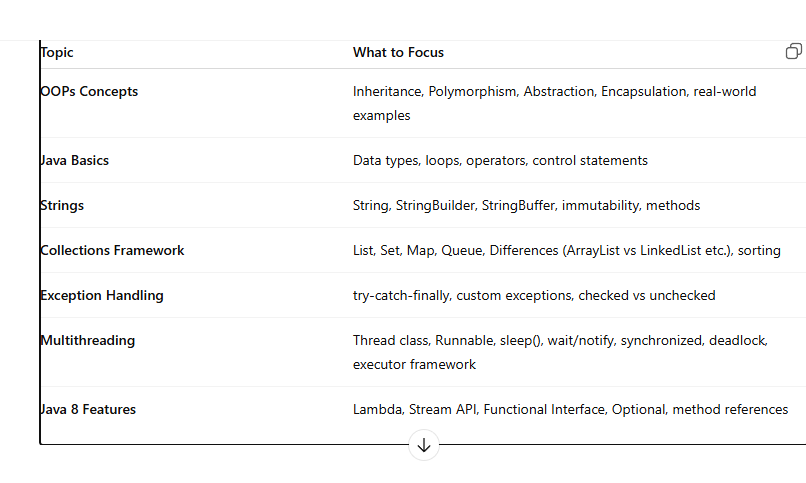 Topic What to Focus
OOPs Concepts Inheritance, Polymorphism, Abstraction, Encapsulation, real-world
examples
Java Basics Data types, loops, operators, control statements
Strings String, StringBuilder, StringBuffer, immutability, methods
Collections Framework List, Set, Map, Queue, Differences (ArrayList vs LinkedList etc.), sorting
Exception Handling try-catch-finally, custom exceptions, checked vs unchecked
Multithreading Thread class, Runnable, sleep(), wait/notify, synchronized, deadlock,
executor framework
Java 8 Features Lambda, Stream API, Functional Interface, Optional, method references